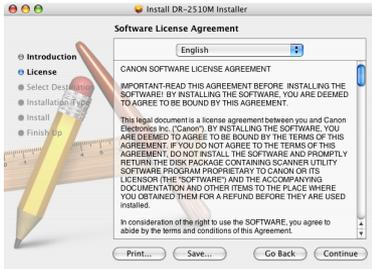 Install DR-2510M Installer
Software License Agreement
English
Introduction
License
Select Destination
Installation Type
Install
Finish Up
CANON SOFTWARE LICENSE AGREEMENT
IMPORTANT-READ THIS AGREEMENT BEFORE INSTALLING THE
SOFTWARE! BY INSTALLING THE SOFTWARE, YOU ARE DEEMED
TO AGREE TO BE BOUND BY THIS AGREEMENT.
This legal document is a license agreement between you and Canon
Electronics Inc. ("Canon"). BY INSTALLING THE SOFTWARE, YOU
ARE DEEMED TO AGREE TO BE BOUND BY THE TERMS OF THIS
AGREEMENT. IF YOU DO NOT AGREE TO THE TERMS OF THIS
AGREEMENT, DO NOT INSTALL THE SOFTWARE AND PROMPTLY
RETURN THE DISK PACKAGE CONTAINING SCANNER UTILITY
SOFTWARE PROGRAM PROPRIETARY TO CANON OR ITS
LICENSOR (THE "SOFTWARE") AND THE ACCOMPANYING
DOCUMENTATION AND OTHER ITEMS TO THE PLACE WHERE
YOU OBTAINED THEM FOR A REFUND BEFORE THEY ARE USED
installed.
In consideration of the right to use the SOFTWARE, you agree to
abide by the terms and conditions of this Agreement.
Print...
Save...
Go Back
Continue